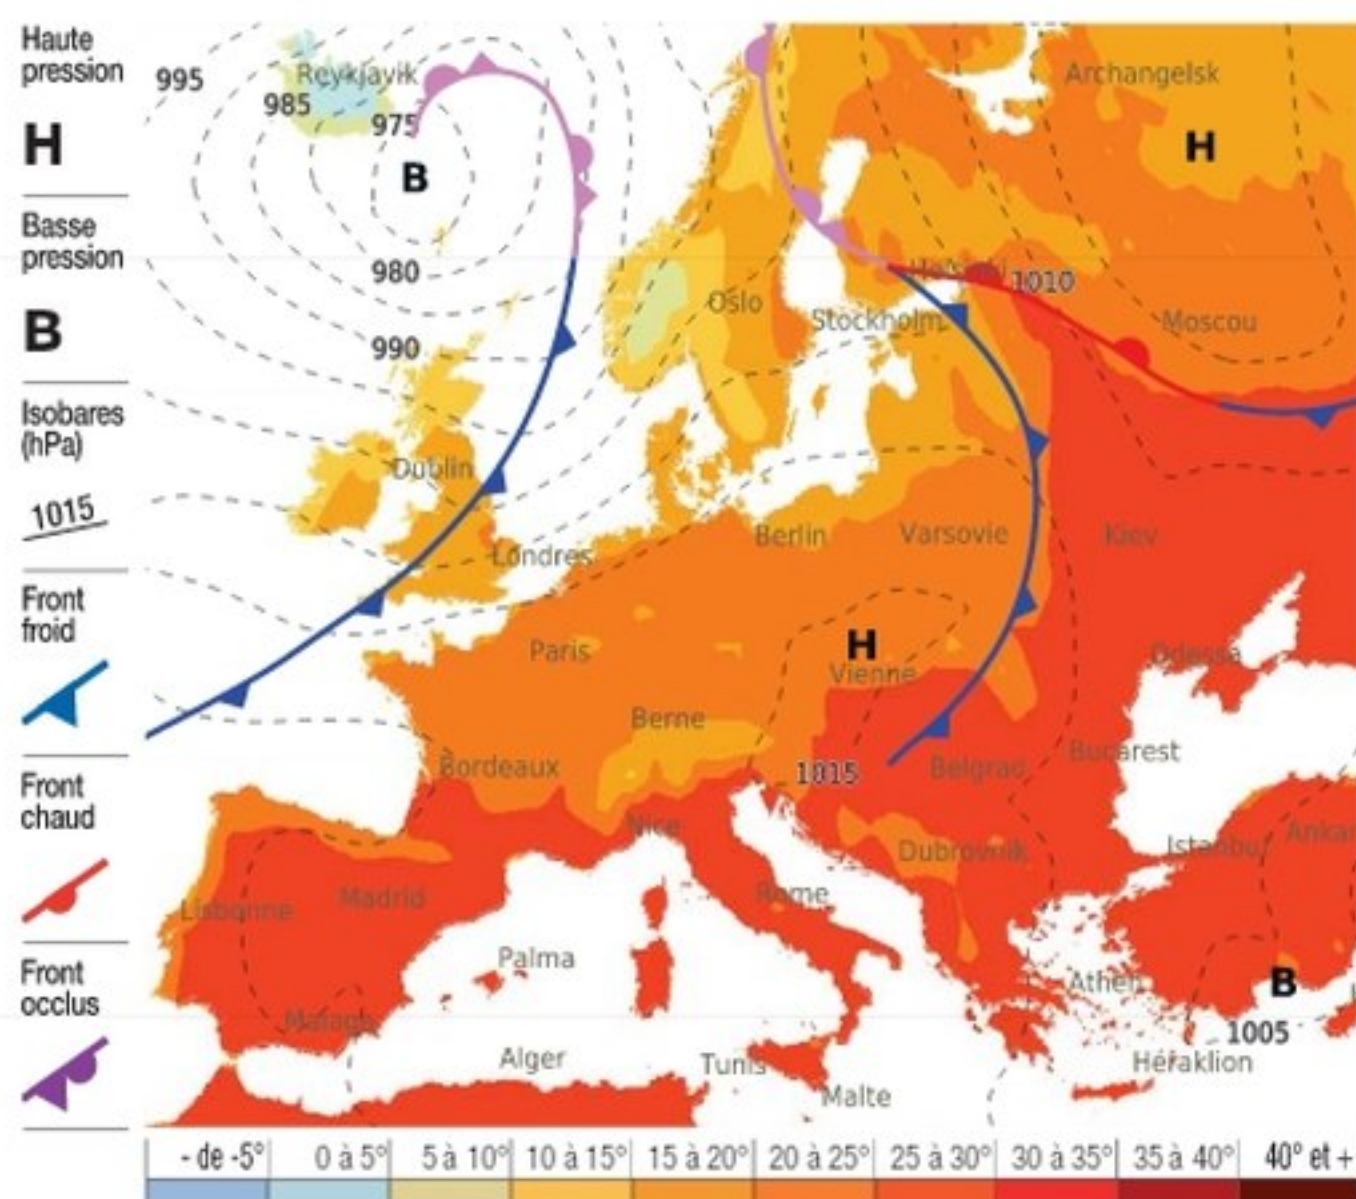 Haute
pression
H
Basse
pression
B
Isobares
(hPa)
1015
Front
froid
Front
chaud
Front
occlus
995
Reykjavik
985
975
B
980
990
Archangelsk
H
Helsinki
1010
Oslo
Stockholm
Moscou
Dublin
Londres
Berlin
Varsovie
Kiev
Paris
H
Vienne
Odessa
Berne
Bordeaux
1015
Belgrad
Bucarest
Nice
Dubrovnik
Istanbul
Ankar
Lisbonne
Madrid
Rome
Palma
Athen
B
Malaga
1005
Alger
Tunis
Héraklion
Malte
- de -5°
0 à 5°
5 à 10°
10 à 15°
15 à 20°
20 à 25°
25 à 30°
30 à 35°
35 à 40°
40° et +